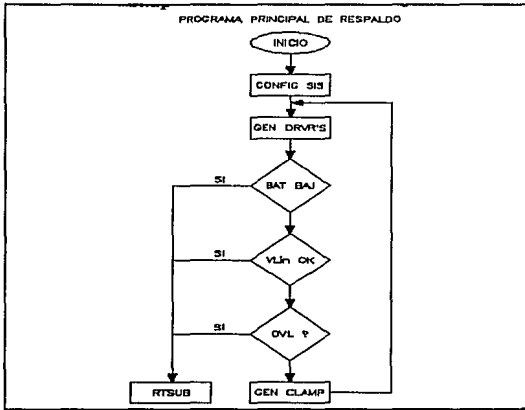 PROGRAMA PRINCIPAL DE RESPALDO
INICIO
CONFIG SIS
GEN DRVR'S
SI
BAT BAJ
SI
VLin OK
SI
OVL ?
RTSUB
GEN CLAMP